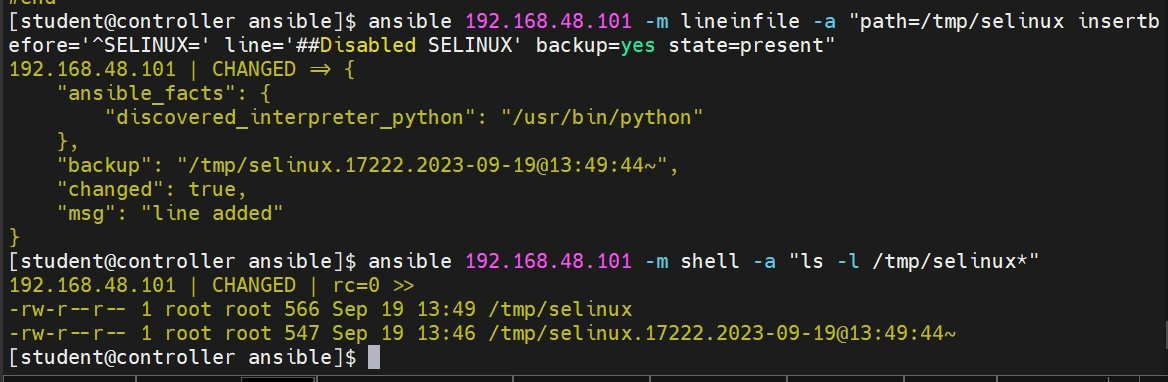 #end
[student@controller ansible]$ ansible 192.168.48.101 -m lineinfile -a "path=/tmp/selinux insertb
efore='^SELINUX=' line='##Disabled SELINUX' backup=yes state=present"
192.168.48.101 | CHANGED => {
    "ansible_facts": {
        "discovered_interpreter_python": "/usr/bin/python"
    },
    "backup": "/tmp/selinux.17222.2023-09-19@13:49:44~",
    "changed": true,
    "msg": "line added"
}
[student@controller ansible]$ ansible 192.168.48.101 -m shell -a "ls -l /tmp/selinux*"
192.168.48.101 | CHANGED | rc=0 >>
-rw-r--r-- 1 root root 566 Sep 19 13:49 /tmp/selinux
-rw-r--r-- 1 root root 547 Sep 19 13:46 /tmp/selinux.17222.2023-09-19@13:49:44~
[student@controller ansible]$